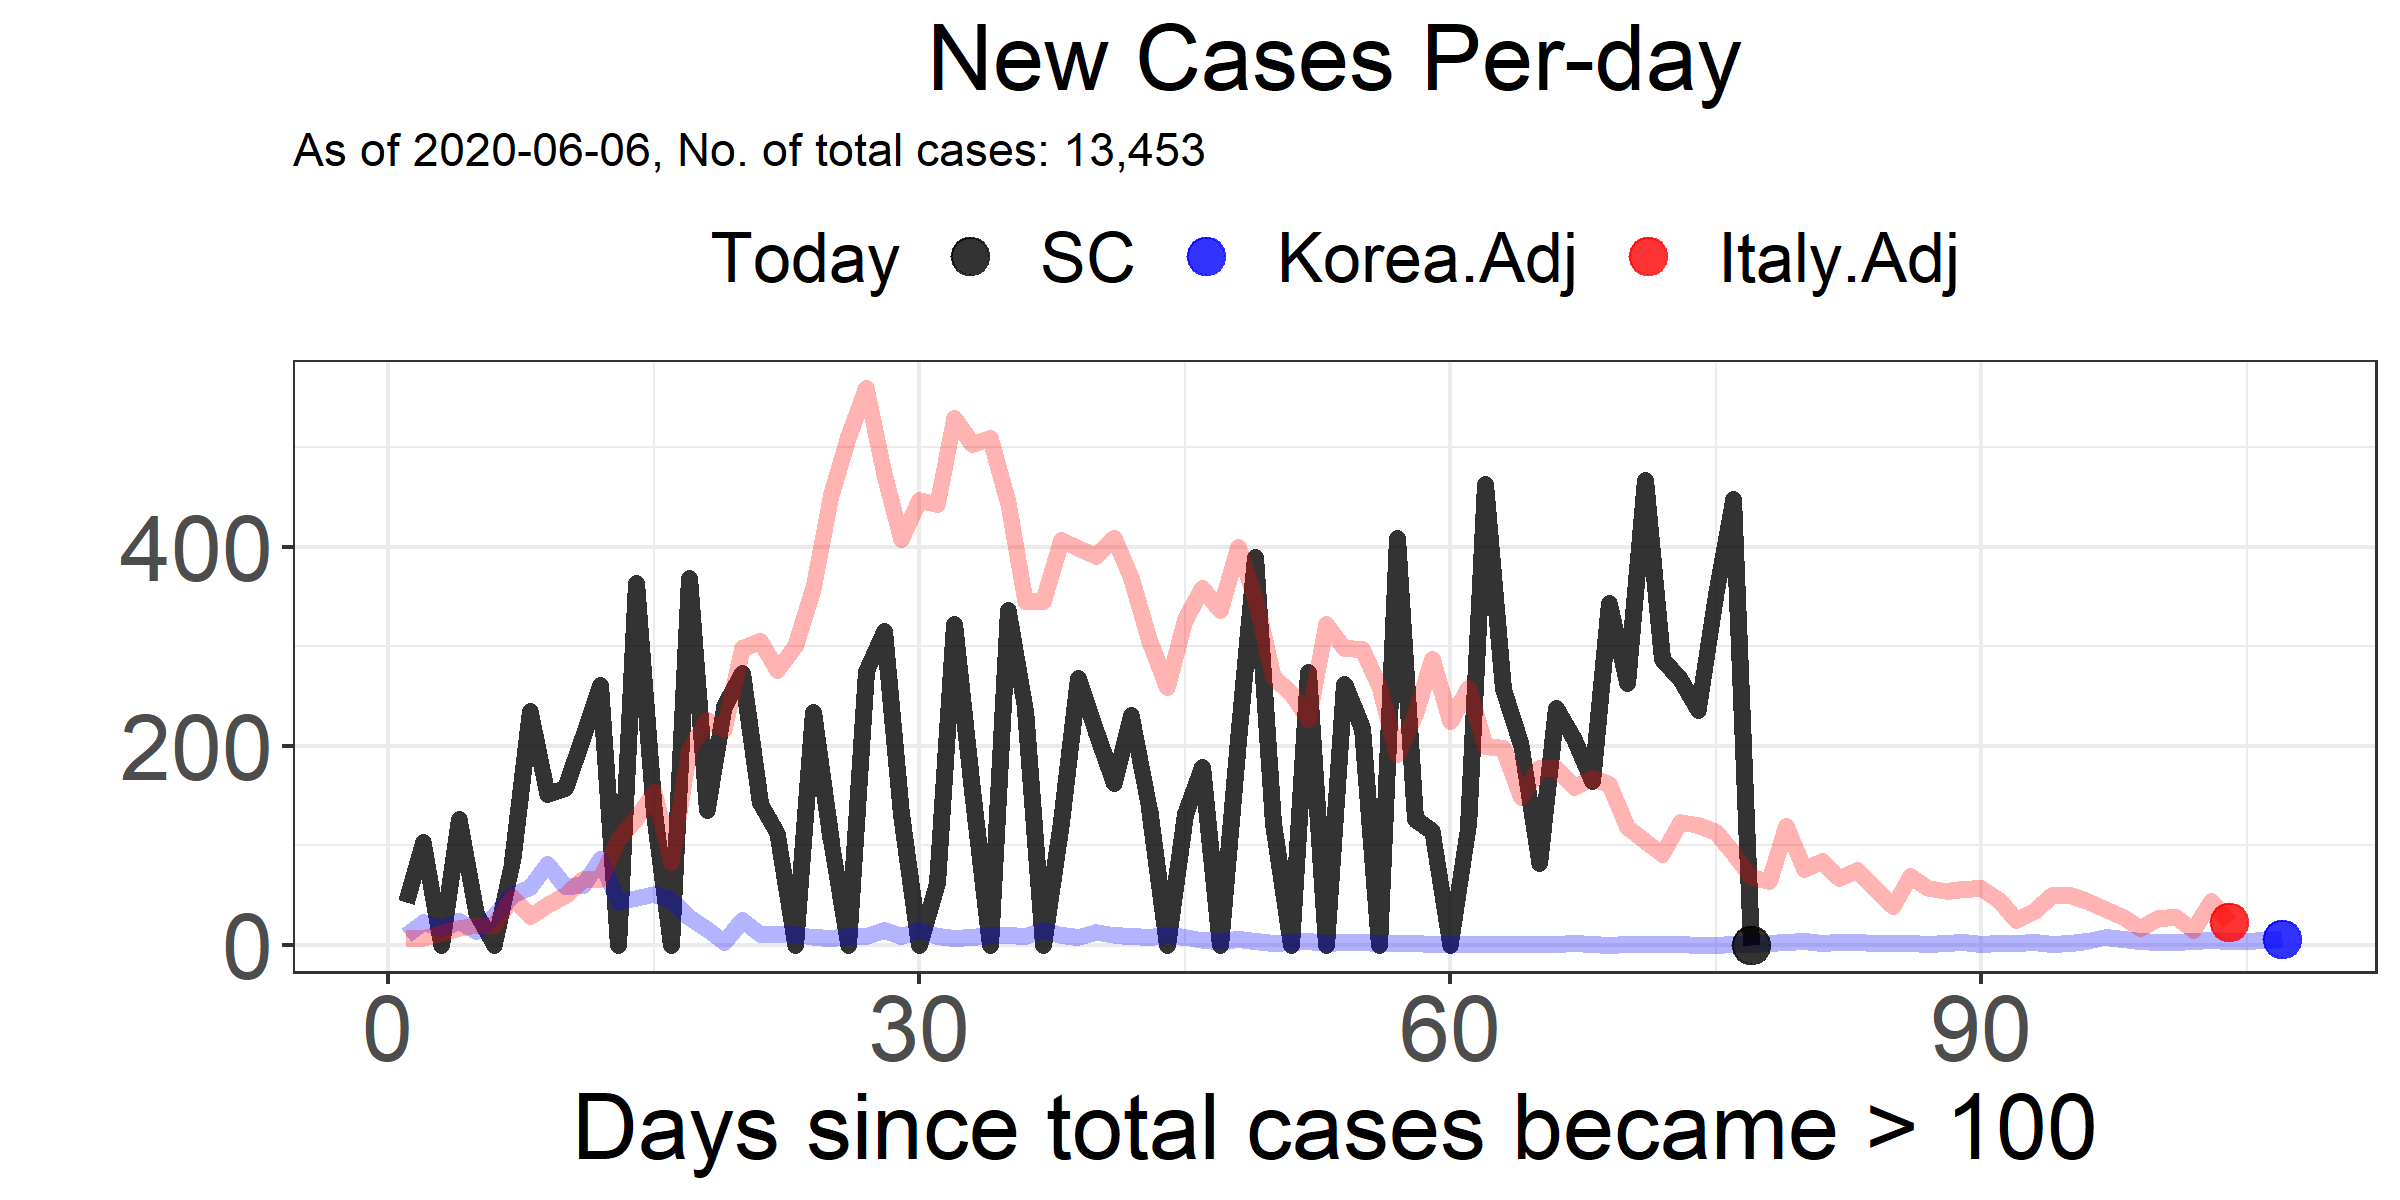 New Cases Per-day
As of 2020-06-06, No. of total cases: 13,453
Today SC Korea.Adj Italy.Adj
400
200
0
0 30 60 90
Days since total cases became > 100